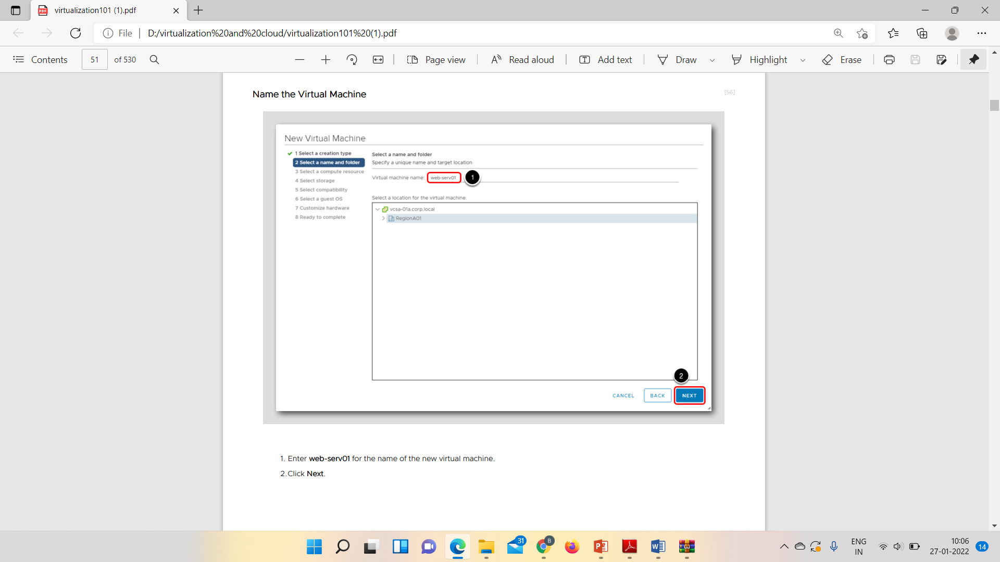 virtualization101 (1).pdf
File
D:/virtualization%20and%20cloud/virtualization101%20(1).pdf
Contents
51
of 530
Page view
Read aloud
Add text
Draw
Highlight
Erase
Name the Virtual Machine
[56]
New Virtual Machine
1 Select a creation type
2 Select a name and folder
3 Select a compute resource
4 Select storage
5 Select compatibility
6 Select a guest OS
7 Customize hardware
8 Ready to complete
Select a name and folder
Specify a unique name and target location
Virtual machine name: web-serv01
1
Select a location for the virtual machine.
vcsa-01a.corp.local
RegionA01
2
CANCEL
BACK
NEXT
1. Enter web-serv01 for the name of the new virtual machine.
2. Click Next.
31
B
ENG
IN
10:06
27-01-2022
14